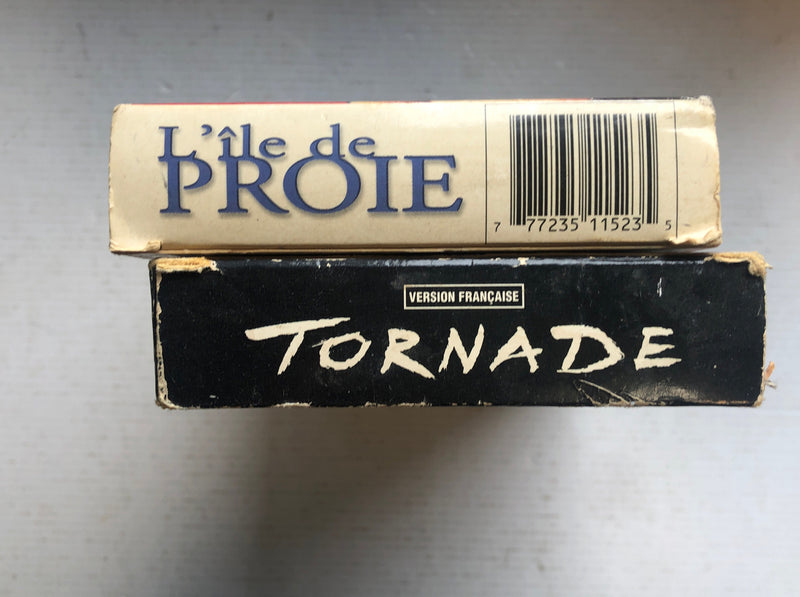 L'île de
PROIE
7 77235 11523 5
VERSION FRANÇAISE
TORNADE